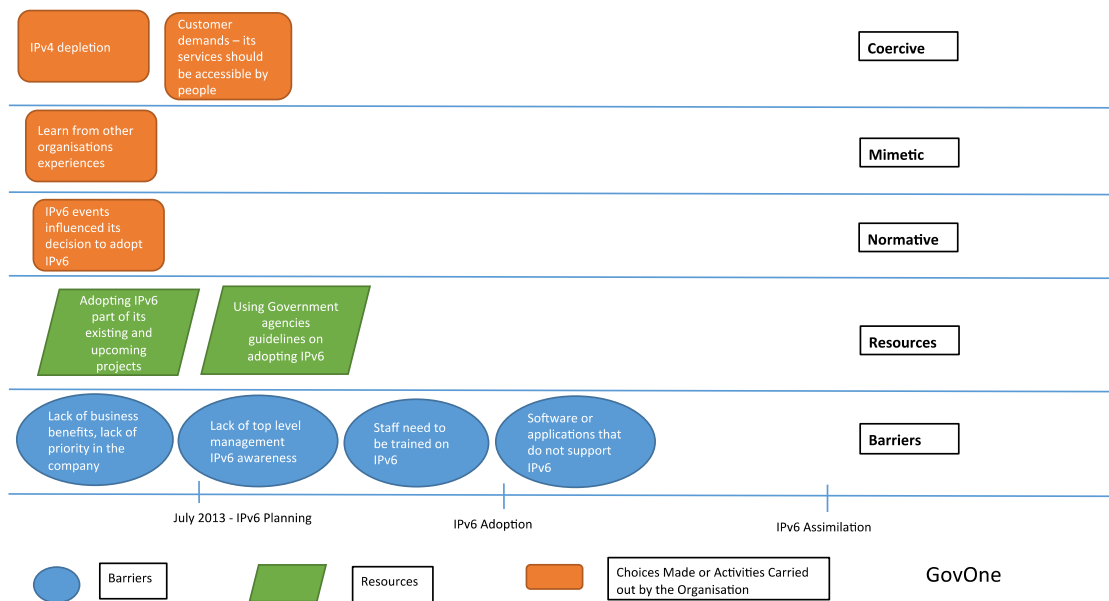 IPv4 depletion
Customer
demands – its
services should
be accessible by
people
Coercive
Learn from other
organisations
experiences
Mimetic
IPv6 events
influenced its
decision to adopt
IPv6
Normative
Adopting IPv6
part of its
existing and
upcoming
projects
Using Government
agencies
guidelines on
adopting IPv6
Resources
Lack of business
benefits, lack of
priority in the
company
Lack of top level
management
IPv6 awareness
Staff need to
be trained on
IPv6
Software or
applications that
do not support
IPv6
Barriers
July 2013 - IPv6 Planning
IPv6 Adoption
IPv6 Assimilation
Barriers
Resources
Choices Made or Activities Carried
out by the Organisation
GovOne